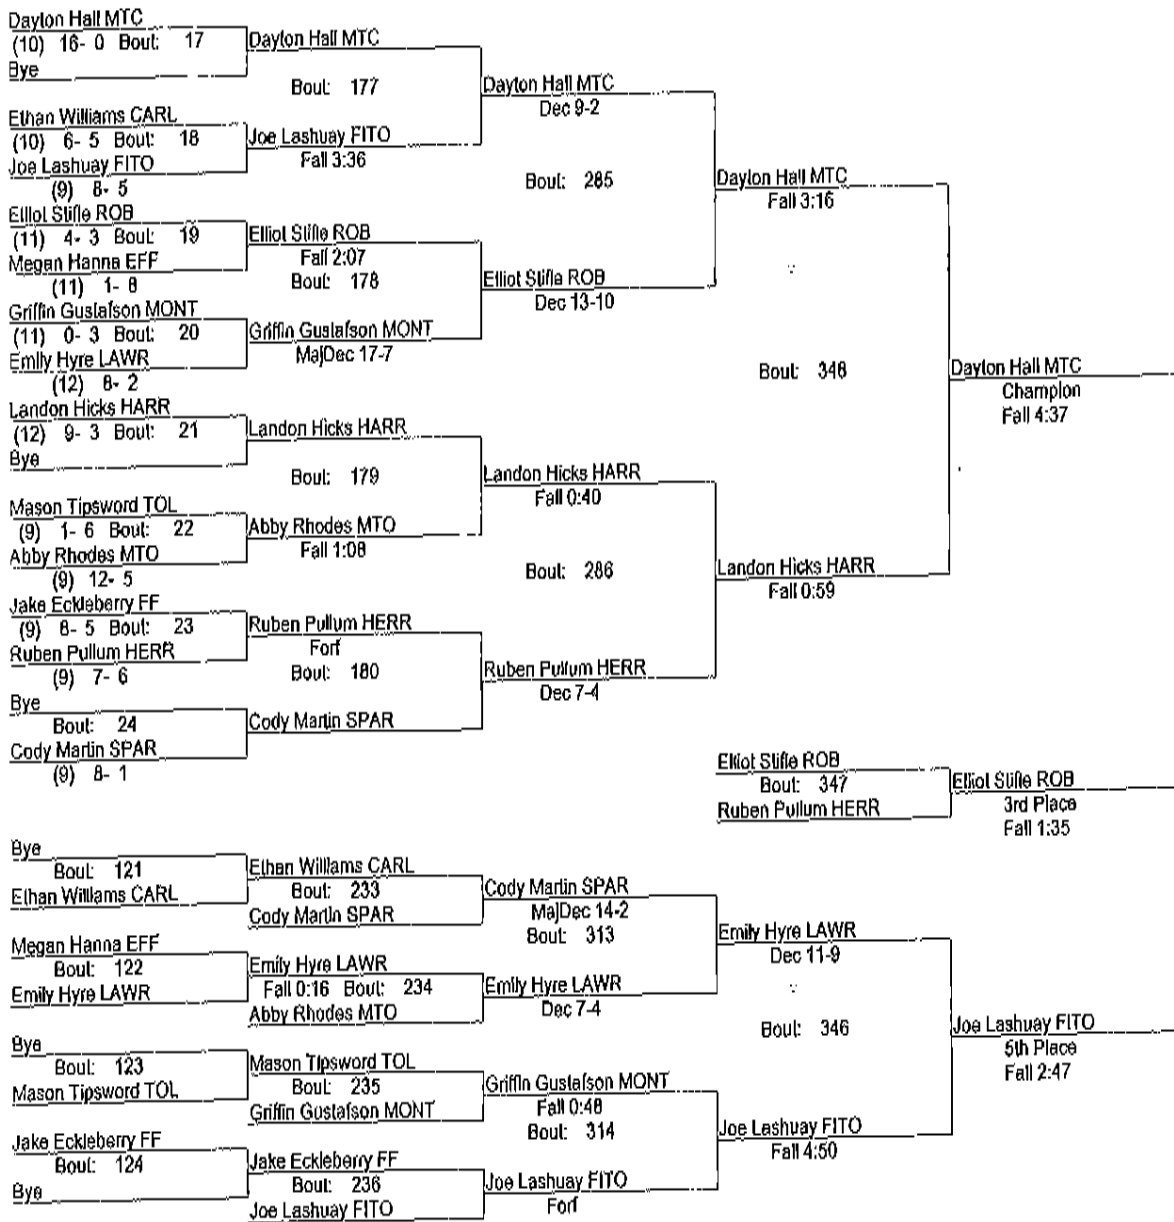 Dayton Hall MTC
(10) 16- 0 Bout: 17
Bye
Dayton Hall MTC
Bout: 177
Ethan Williams CARL
(10) 6- 5 Bout: 18
Joe Lashuay FITO
(9) 8- 5
Joe Lashuay FITO
Fall 3:36
Dayton Hall MTC
Dec 9-2
Bout: 285
Elliot Stifle ROB
(11) 4- 3 Bout: 19
Megan Hanna EFF
(11) 1- 8
Elliot Stifle ROB
Fall 2:07
Bout: 178
Griffin Gustafson MONT
(11) 0- 3 Bout: 20
Emily Hyre LAWR
(12) 8- 2
Griffin Gustafson MONT
MajDec 17-7
Elliot Stifle ROB
Dec 13-10
Dayton Hall MTC
Fall 3:16
Bout: 348
Landon Hicks HARR
(12) 9- 3 Bout: 21
Bye
Landon Hicks HARR
Bout: 179
Mason Tipsword TOL
(9) 1- 6 Bout: 22
Abby Rhodes MTO
(9) 12- 5
Abby Rhodes MTO
Fall 1:08
Landon Hicks HARR
Fall 0:40
Bout: 286
Jake Eckleberry FF
(9) 8- 5 Bout: 23
Ruben Pullum HERR
(9) 7- 6
Ruben Pullum HERR
Forf
Bout: 180
Bye
Bout: 24
Cody Martin SPAR
(9) 8- 1
Cody Martin SPAR
Ruben Pullum HERR
Dec 7-4
Landon Hicks HARR
Fall 0:59
Dayton Hall MTC
Champion
Fall 4:37
Elliot Stifle ROB
Bout: 347
Ruben Pullum HERR
Elliot Stifle ROB
3rd Place
Fall 1:35
Bye
Bout: 121
Ethan Williams CARL
Ethan Williams CARL
Bout: 233
Cody Martin SPAR
Cody Martin SPAR
MajDec 14-2
Bout: 313
Megan Hanna EFF
Bout: 122
Emily Hyre LAWR
Emily Hyre LAWR
Fall 0:16 Bout: 234
Abby Rhodes MTO
Emily Hyre LAWR
Dec 7-4
Emily Hyre LAWR
Dec 11-9
Bout: 346
Bye
Bout: 123
Mason Tipsword TOL
Mason Tipsword TOL
Bout: 235
Griffin Gustafson MONT
Griffin Gustafson MONT
Fall 0:48
Bout: 314
Jake Eckleberry FF
Bout: 124
Bye
Jake Eckleberry FF
Bout: 236
Joe Lashuay FITO
Joe Lashuay FITO
Forf
Joe Lashuay FITO
Fall 4:50
Joe Lashuay FITO
5th Place
Fall 2:47